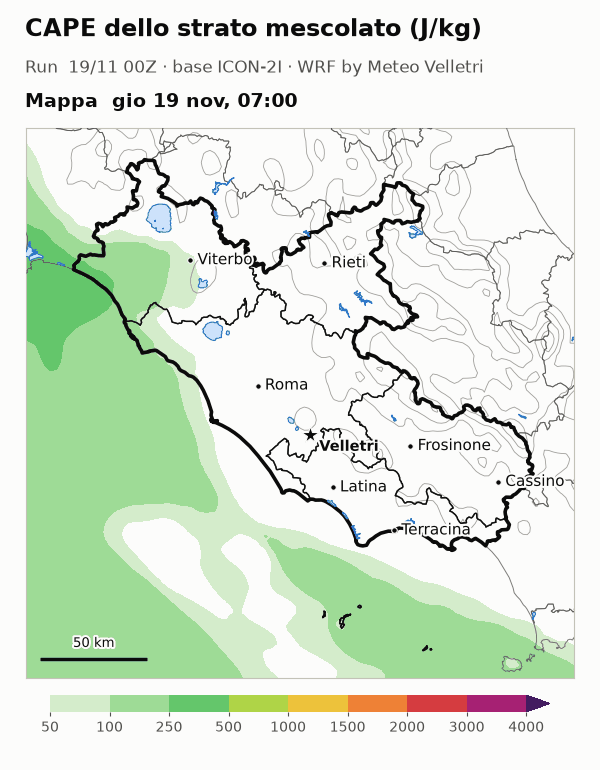 CAPE dello strato mescolato (J/kg)
Run  19/11 00Z · base ICON-2I · WRF by Meteo Velletri
Mappa  gio 19 nov, 07:00
Viterbo
Rieti
Roma
Velletri
Frosinone
Cassino
Latina
Terracina
50 km
50 100 250 500 1000 1500 2000 3000 4000